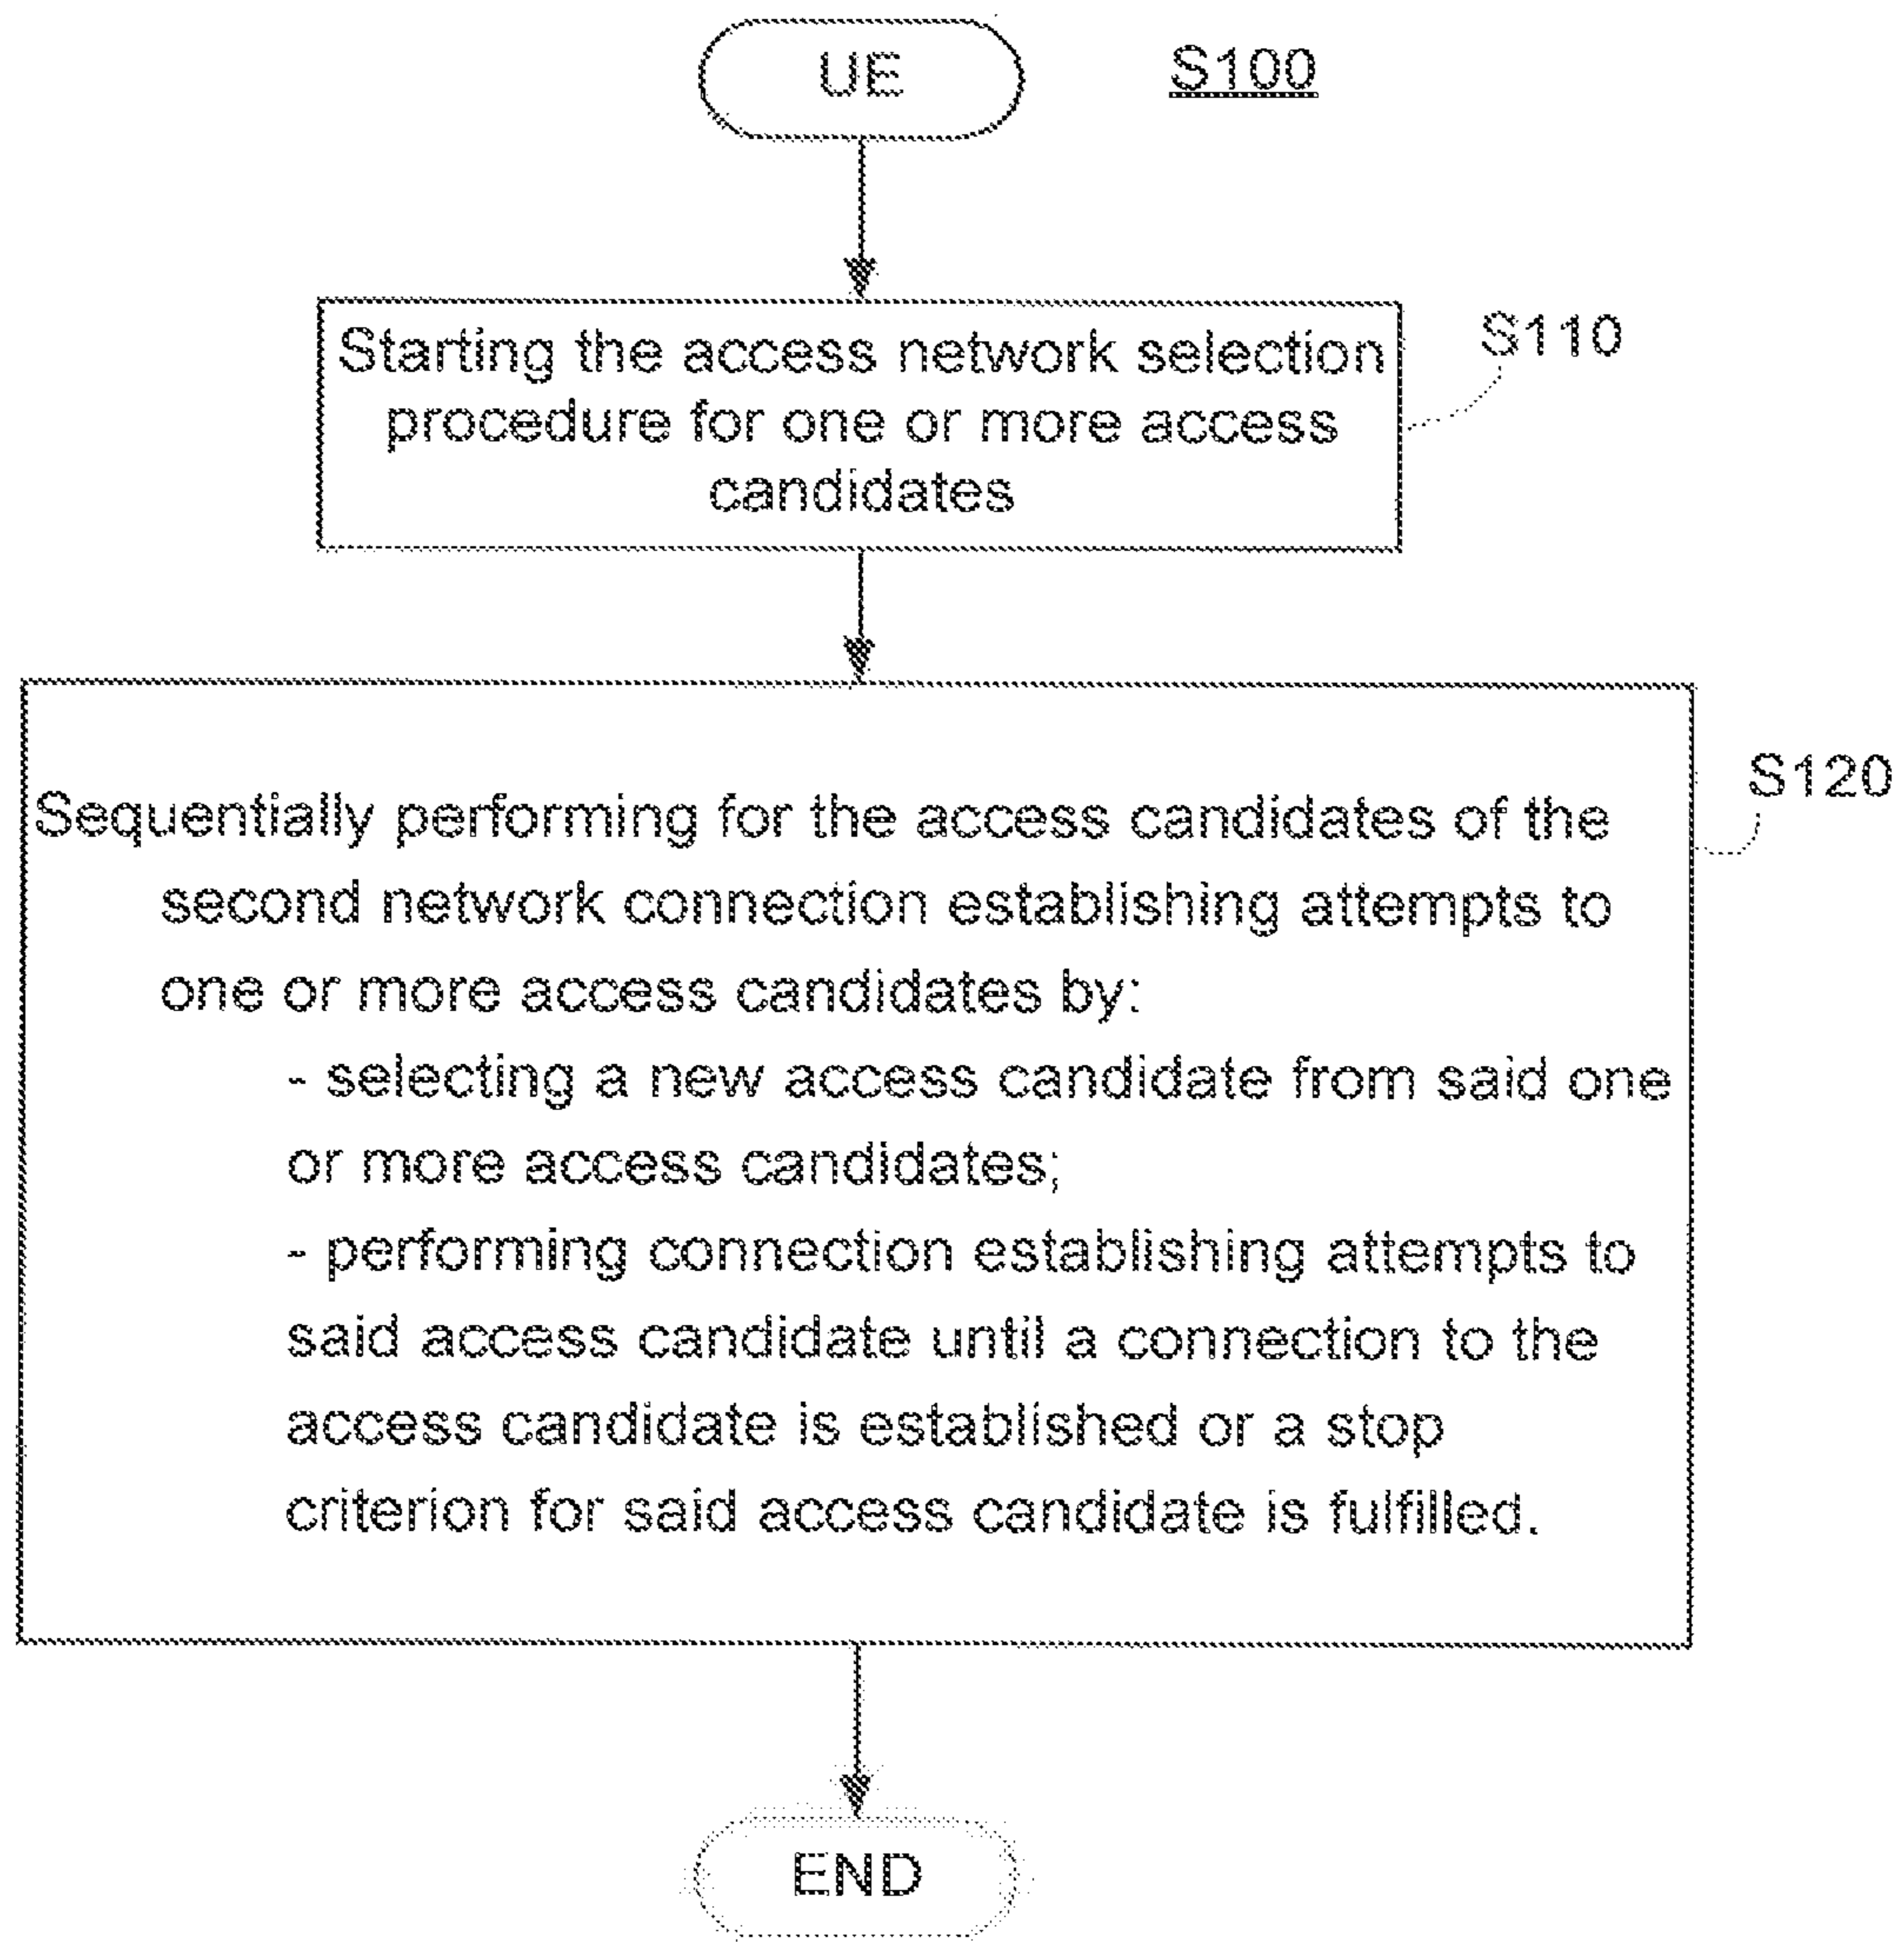 UE
S100
Starting the access network selection
procedure for one or more access
candidates
S110
Sequentially performing for the access candidates of the
second network connection establishing attempts to
one or more access candidates by:
- selecting a new access candidate from said one
or more access candidates;
- performing connection establishing attempts to
said access candidate until a connection to the
access candidate is established or a stop
criterion for said access candidate is fulfilled.
S120
END